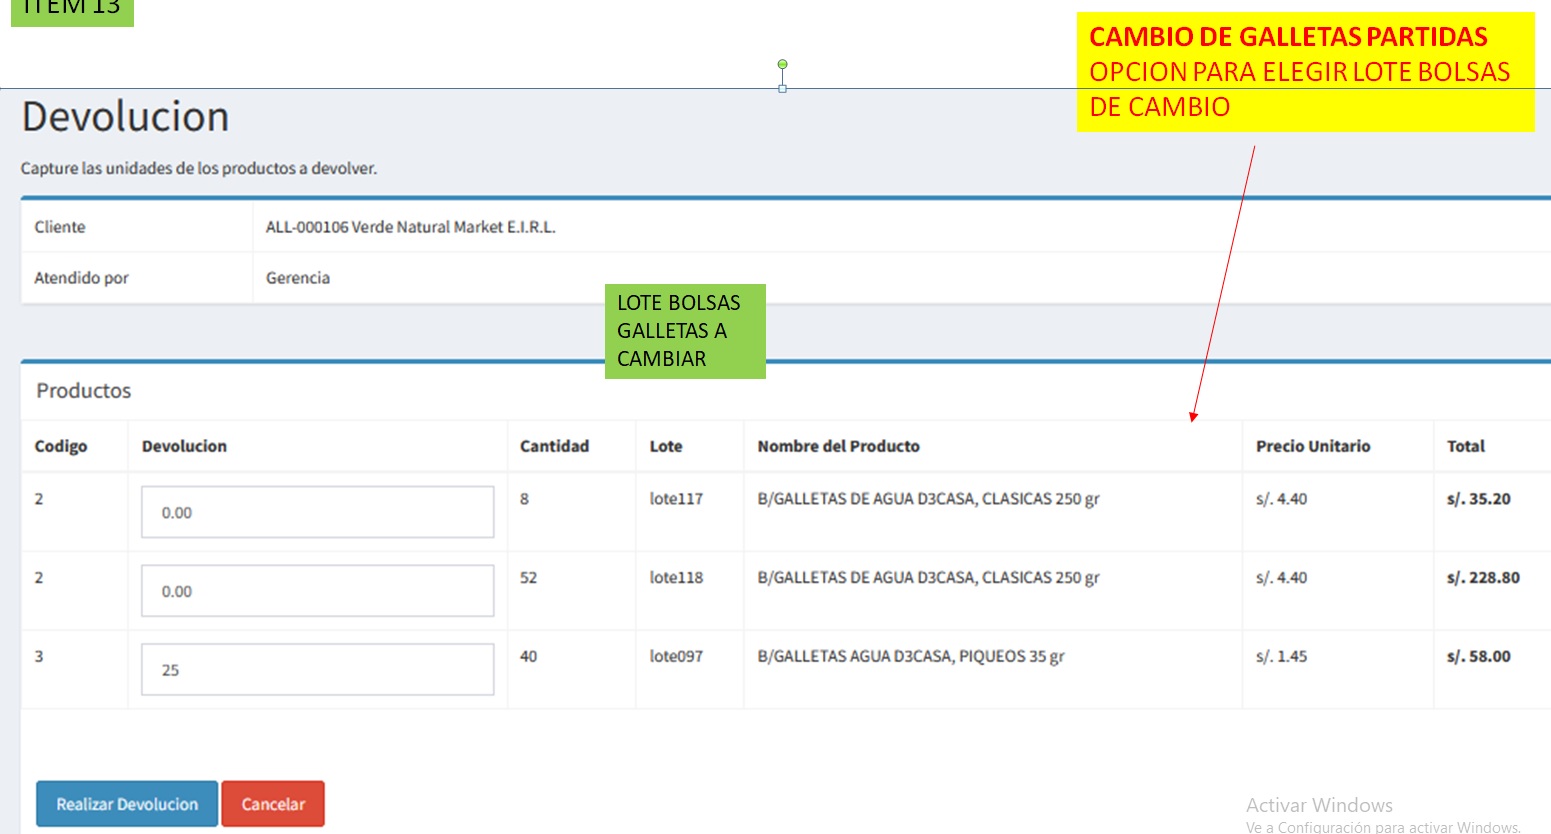 ITEM 13
CAMBIO DE GALLETAS PARTIDAS
OPCION PARA ELEGIR LOTE BOLSAS
DE CAMBIO
Devolucion
Capture las unidades de los productos a devolver.
Cliente ALL-000106 Verde Natural Market E.I.R.L.
Atendido por Gerencia
LOTE BOLSAS
GALLETAS A
CAMBIAR
Productos
Codigo Devolucion Cantidad Lote Nombre del Producto Precio Unitario Total
2 0.00 8 lote117 B/GALLETAS DE AGUA D3CASA, CLASICAS 250 gr s/. 4.40 s/. 35.20
2 0.00 52 lote118 B/GALLETAS DE AGUA D3CASA, CLASICAS 250 gr s/. 4.40 s/. 228.80
3 25 40 lote097 B/GALLETAS AGUA D3CASA, PIQUEOS 35 gr s/. 1.45 s/. 58.00
Realizar Devolucion Cancelar
Activar Windows
Ve a Configuración para activar Windows.